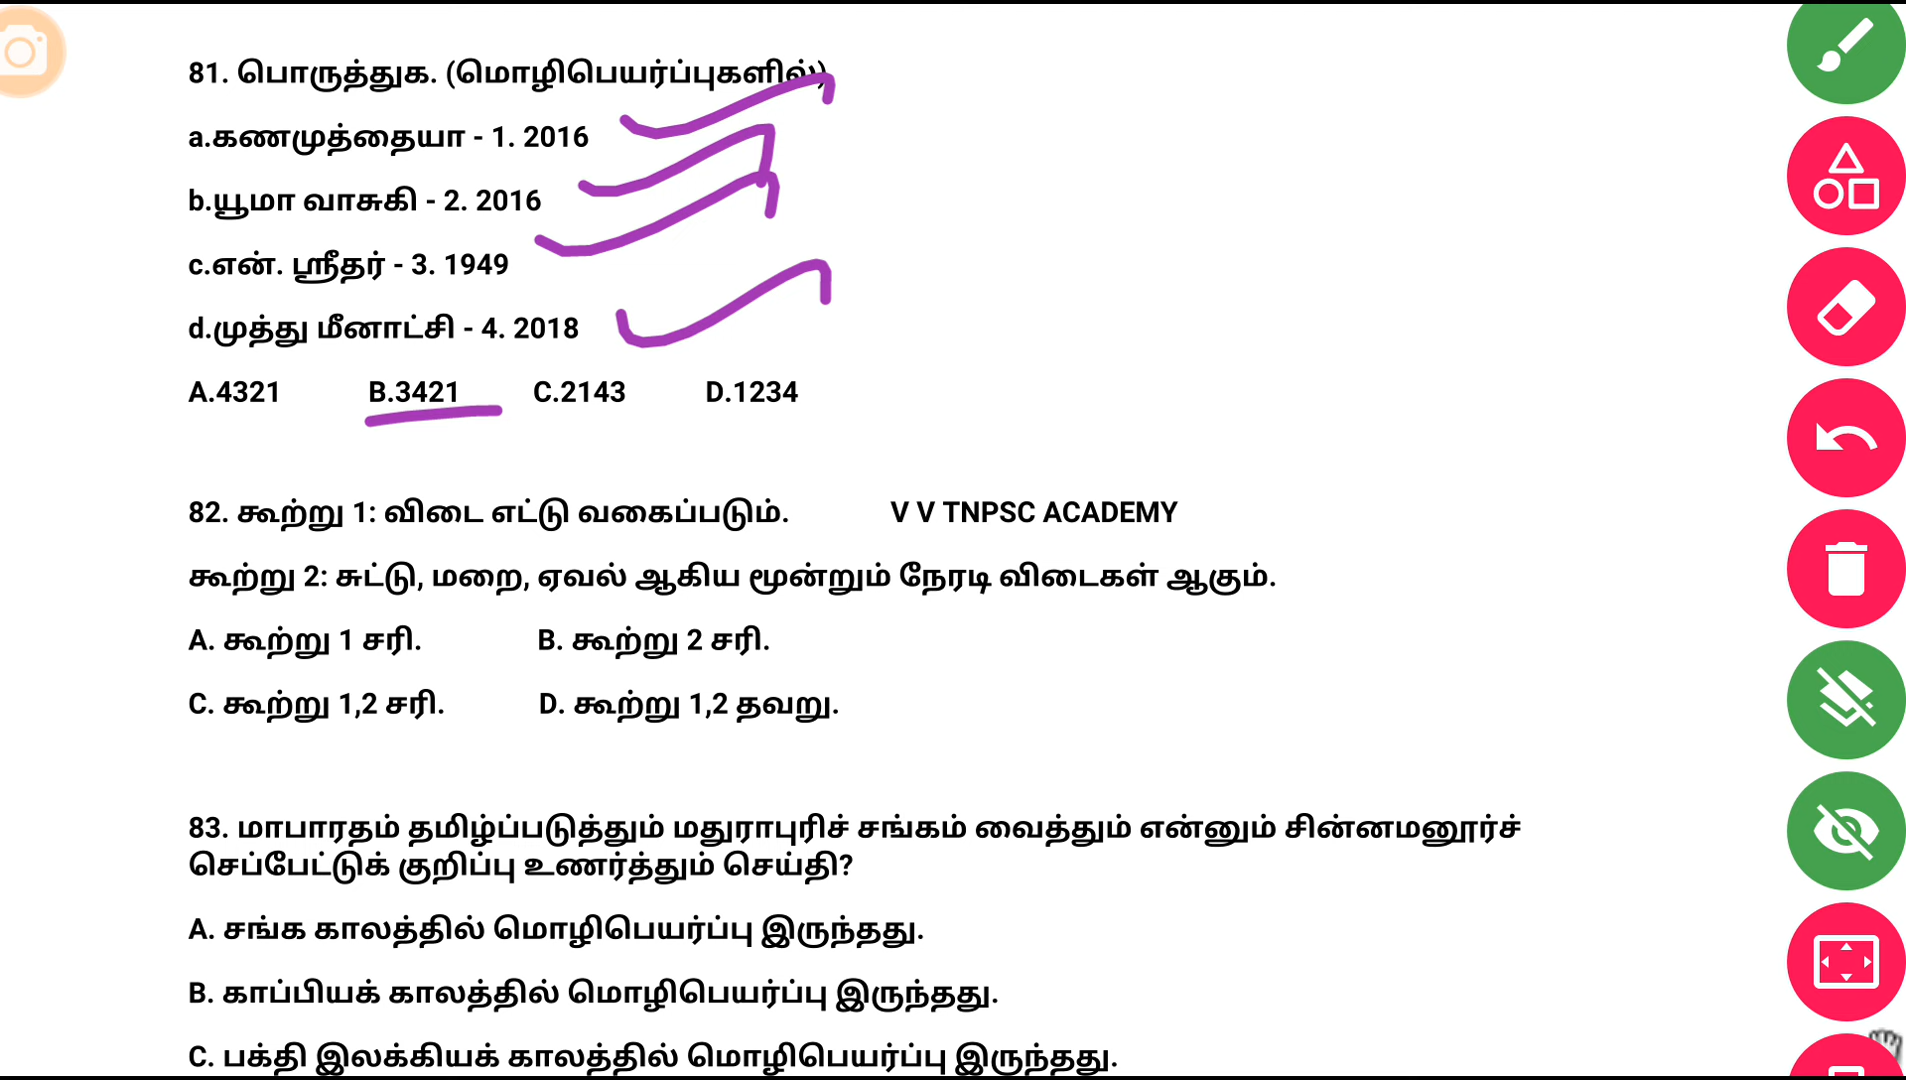 81. பொருத்துக. (மொழிபெயர்ப்புகளில்)
a.கணமுத்தையா - 1. 2016
b.யூமா வாசுகி - 2. 2016
c.என். ஸ்ரீதர் - 3. 1949
d.முத்து மீனாட்சி - 4. 2018
A.4321 B.3421 C.2143 D.1234
82. கூற்று 1: விடை எட்டு வகைப்படும். V V TNPSC ACADEMY
கூற்று 2: சுட்டு, மறை, ஏவல் ஆகிய மூன்றும் நேரடி விடைகள் ஆகும்.
A. கூற்று 1 சரி. B. கூற்று 2 சரி.
C. கூற்று 1,2 சரி. D. கூற்று 1,2 தவறு.
83. மாபாரதம் தமிழ்ப்படுத்தும் மதுராபுரிச் சங்கம் வைத்தும் என்னும் சின்னமனூர்ச்
செப்பேட்டுக் குறிப்பு உணர்த்தும் செய்தி?
A. சங்க காலத்தில் மொழிபெயர்ப்பு இருந்தது.
B. காப்பியக் காலத்தில் மொழிபெயர்ப்பு இருந்தது.
C. பக்தி இலக்கியக் காலத்தில் மொழிபெயர்ப்பு இருந்தது.